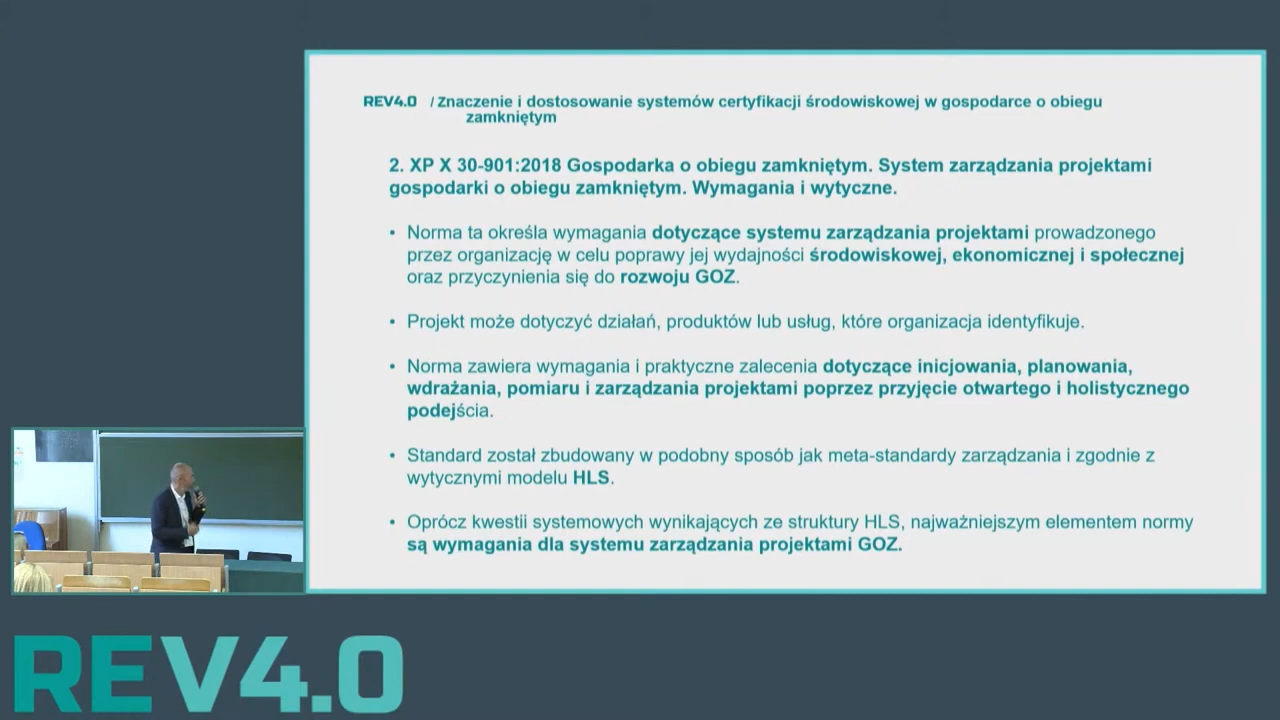 REV4.0 / Znaczenie i dostosowanie systemów certyfikacji środowiskowej w gospodarce o obiegu
zamkniętym
2. XP X 30-901:2018 Gospodarka o obiegu zamkniętym. System zarządzania projektami
gospodarki o obiegu zamkniętym. Wymagania i wytyczne.
• Norma ta określa wymagania dotyczące systemu zarządzania projektami prowadzonego
przez organizację w celu poprawy jej wydajności środowiskowej, ekonomicznej i społecznej
oraz przyczynienia się do rozwoju GOZ.
• Projekt może dotyczyć działań, produktów lub usług, które organizacja identyfikuje.
• Norma zawiera wymagania i praktyczne zalecenia dotyczące inicjowania, planowania,
wdrażania, pomiaru i zarządzania projektami poprzez przyjęcie otwartego i holistycznego
podejścia.
• Standard został zbudowany w podobny sposób jak meta-standardy zarządzania i zgodnie z
wytycznymi modelu HLS.
• Oprócz kwestii systemowych wynikających ze struktury HLS, najważniejszym elementem normy
są wymagania dla systemu zarządzania projektami GOZ.
REV4.0